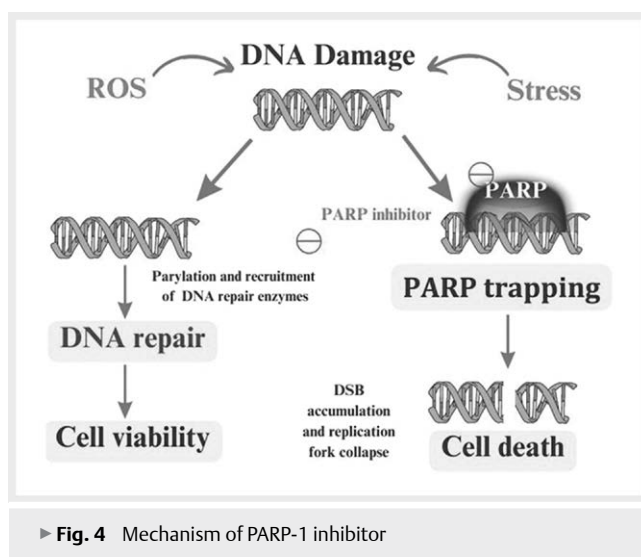 DNA Damage
ROS
Stress
PARP
PARP inhibitor
Parylation and recruitment
of DNA repair enzymes
PARP trapping
DNA repair
DSB
accumulation
and replication
fork collapse
Cell viability
Cell death
▶ Fig. 4 Mechanism of PARP-1 inhibitor